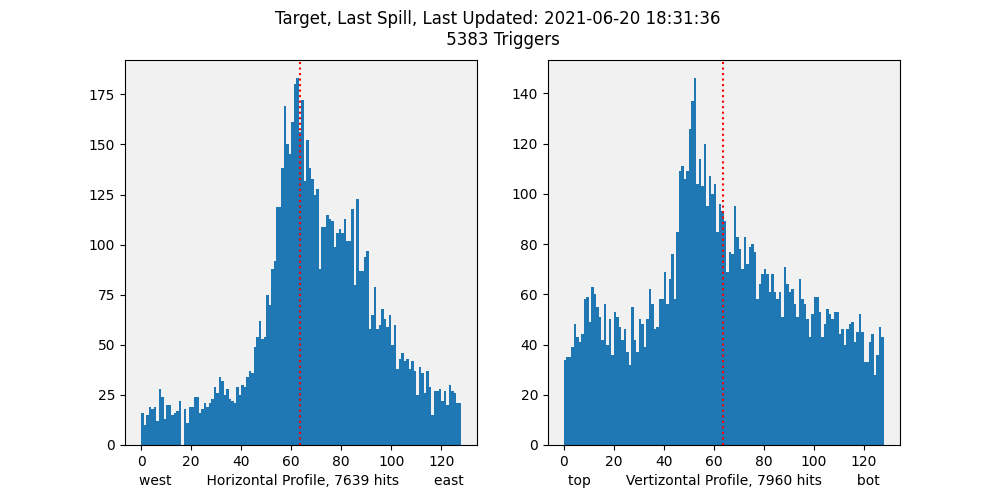 Target, Last Spill, Last Updated: 2021-06-20 18:31:36
5383 Triggers
175
150
125
100
75
50
25
0
0 20 40 60 80 100 120
west Horizontal Profile, 7639 hits east
140
120
100
80
60
40
20
0
0 20 40 60 80 100 120
top Vertizontal Profile, 7960 hits bot